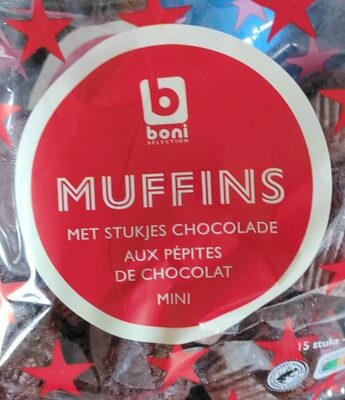 boni
SELECTION
MUFFINS
MET STUKJES CHOCOLADE
AUX PÉPITES
DE CHOCOLAT
MINI
15 stuks